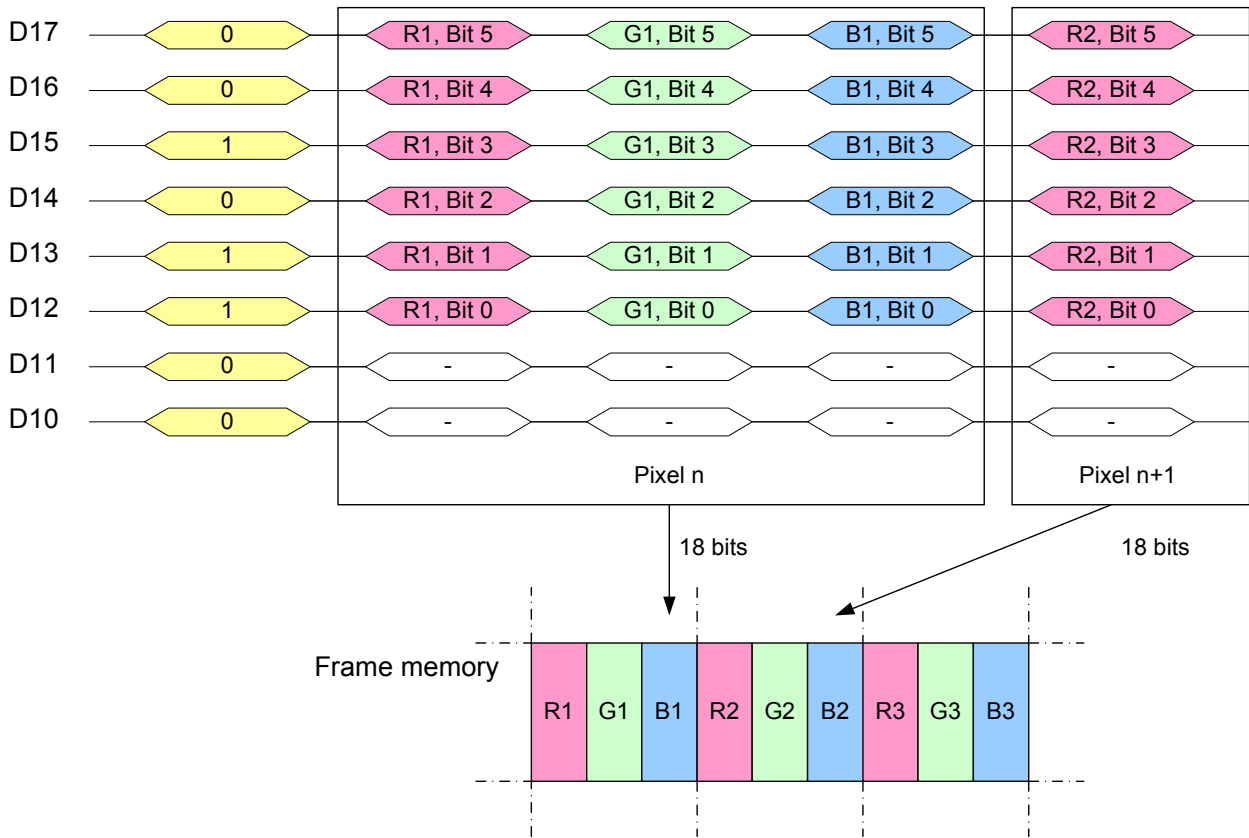 D17 0 R1, Bit 5 G1, Bit 5 B1, Bit 5 R2, Bit 5
D16 0 R1, Bit 4 G1, Bit 4 B1, Bit 4 R2, Bit 4
D15 1 R1, Bit 3 G1, Bit 3 B1, Bit 3 R2, Bit 3
D14 0 R1, Bit 2 G1, Bit 2 B1, Bit 2 R2, Bit 2
D13 1 R1, Bit 1 G1, Bit 1 B1, Bit 1 R2, Bit 1
D12 1 R1, Bit 0 G1, Bit 0 B1, Bit 0 R2, Bit 0
D11 0 - - - -
D10 0 - - - -
Pixel n Pixel n+1
18 bits 18 bits
Frame memory
R1 G1 B1 R2 G2 B2 R3 G3 B3